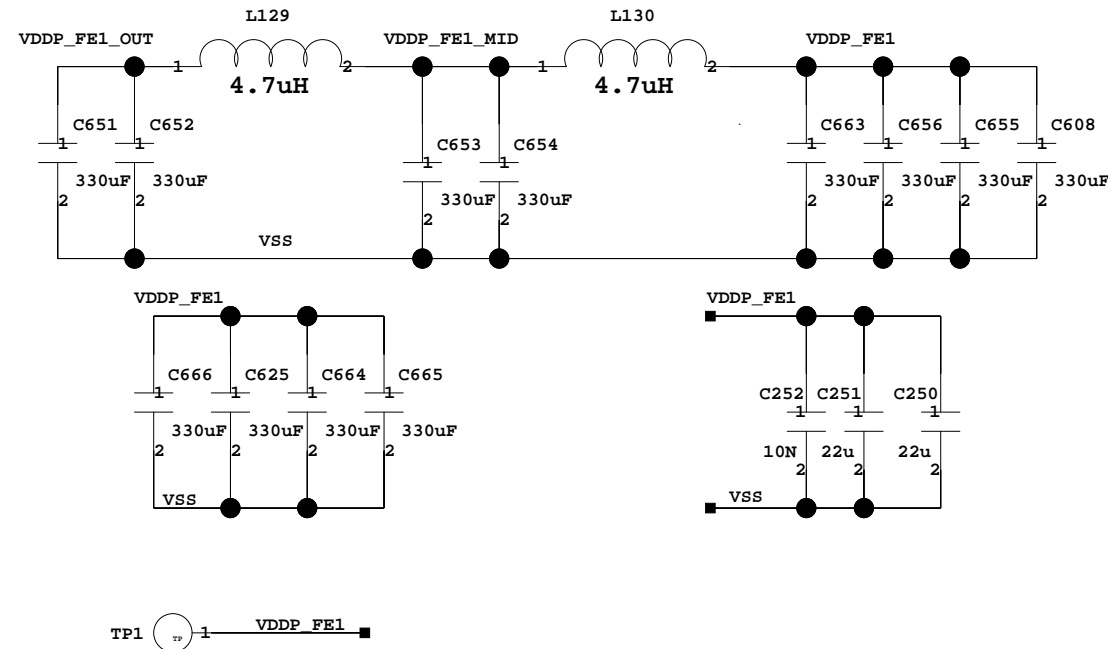 L129 L130
VDDP_FE1_OUT VDDP_FE1_MID VDDP_FE1
1 2 1 2
4.7uH 4.7uH
C651 C652 C663 C656 C655 C608
1 1 1 1 1 1
C653 C654
1 1
330uF 330uF 330uF 330uF 330uF 330uF
2 2 330uF 330uF 2 2 2 2
2 2
VSS
VDDP_FE1 VDDP_FE1
C666 C625 C664 C665
1 1 1 1
C252 C251 C250
1 1 1
330uF 330uF 330uF 330uF
2 2 2 2 10N 22u 22u
2 2 2
VSS VSS
TP1 TP 1 VDDP_FE1